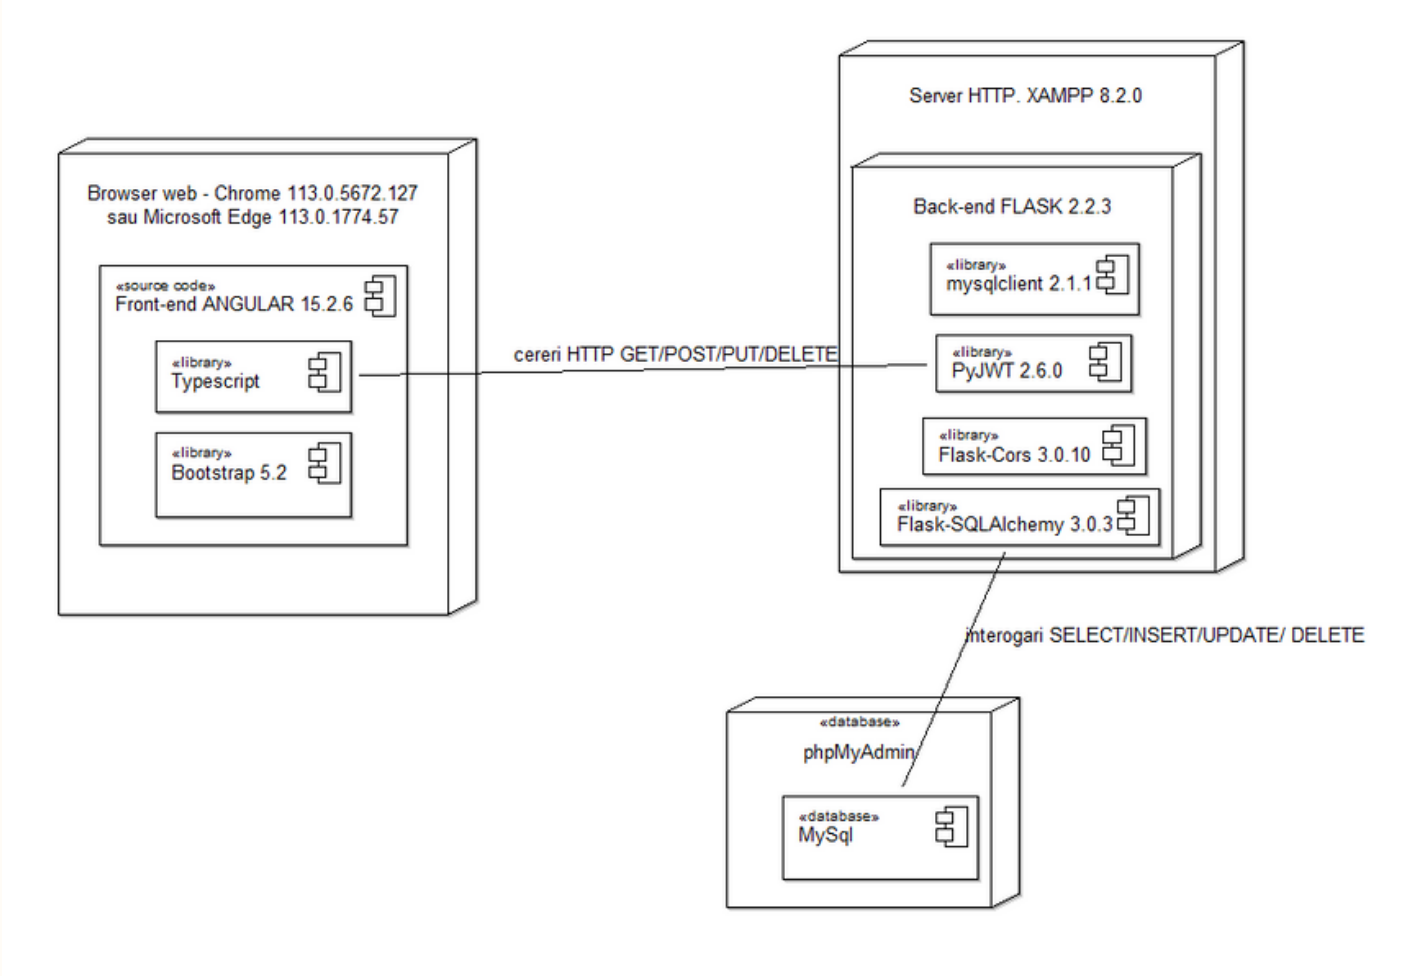 Browser web - Chrome 113.0.5672.127
sau Microsoft Edge 113.0.1774.57
«source code»
Front-end ANGULAR 15.2.6
«library»
Typescript
«library»
Bootstrap 5.2
cereri HTTP GET/POST/PUT/DELETE
Server HTTP. XAMPP 8.2.0
Back-end FLASK 2.2.3
«library»
mysqlclient 2.1.1
«library»
PyJWT 2.6.0
«library»
Flask-Cors 3.0.10
«library»
Flask-SQLAlchemy 3.0.3
interogari SELECT/INSERT/UPDATE/ DELETE
«database»
phpMyAdmin
«database»
MySql